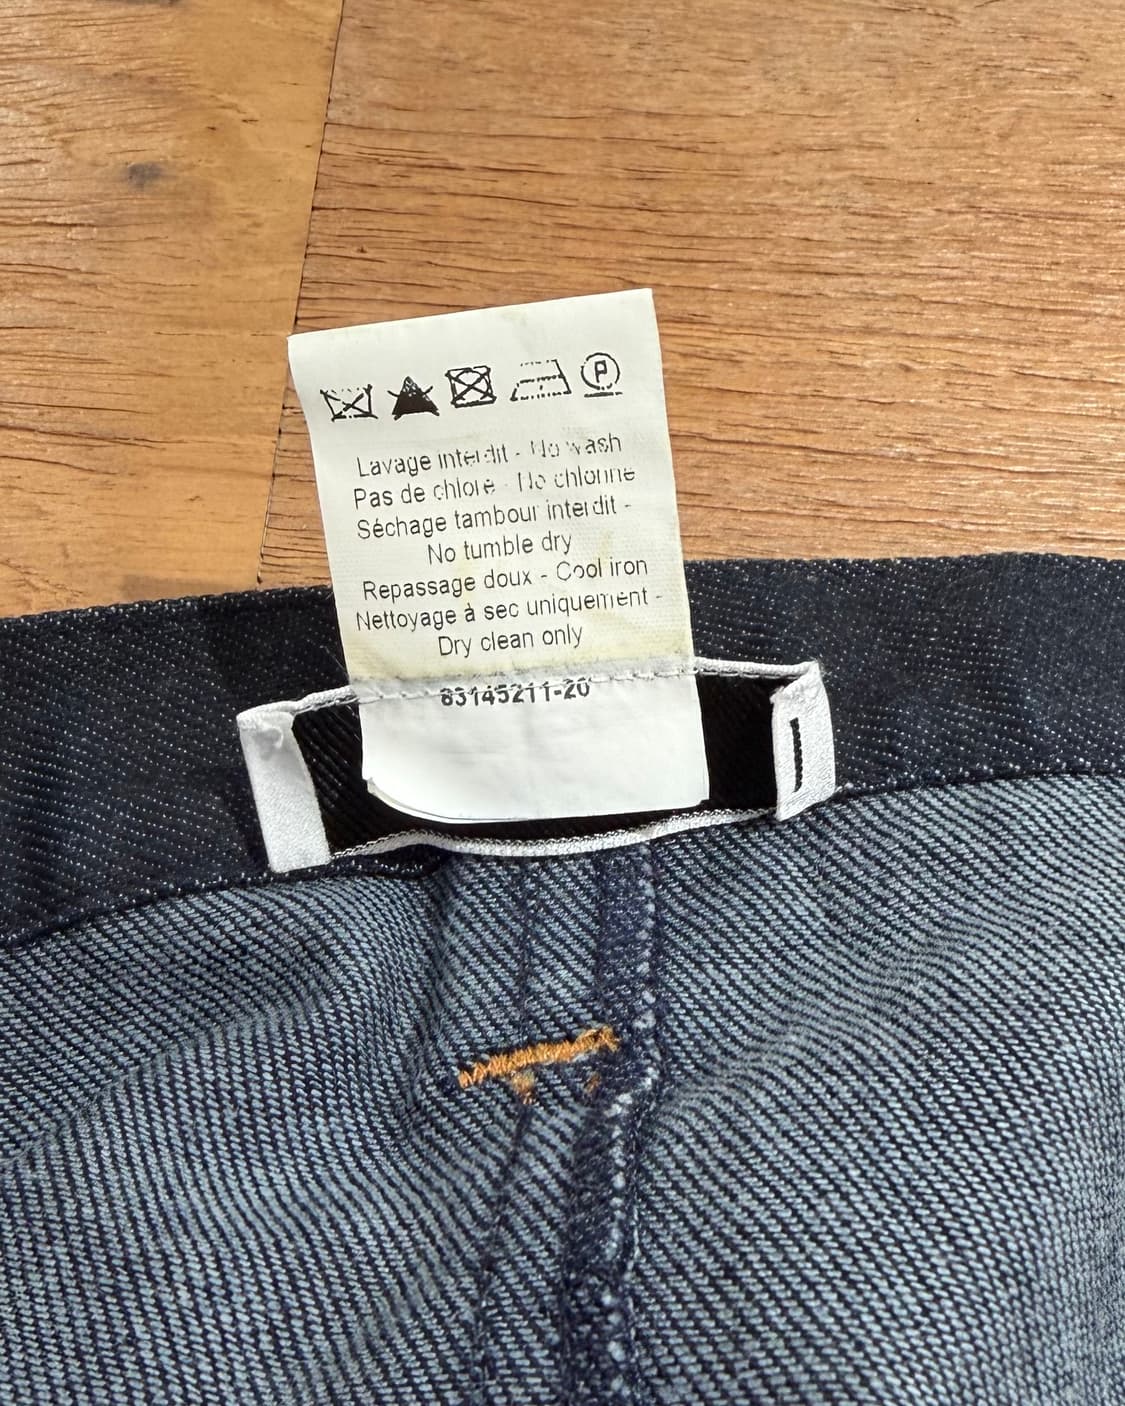 P
Lavage interdit - No wash
Pas de chlore - No chlorine
Séchage tambour interdit -
No tumble dry
Repassage doux - Cool iron
Nettoyage à sec uniquement -
Dry clean only
83145211-20